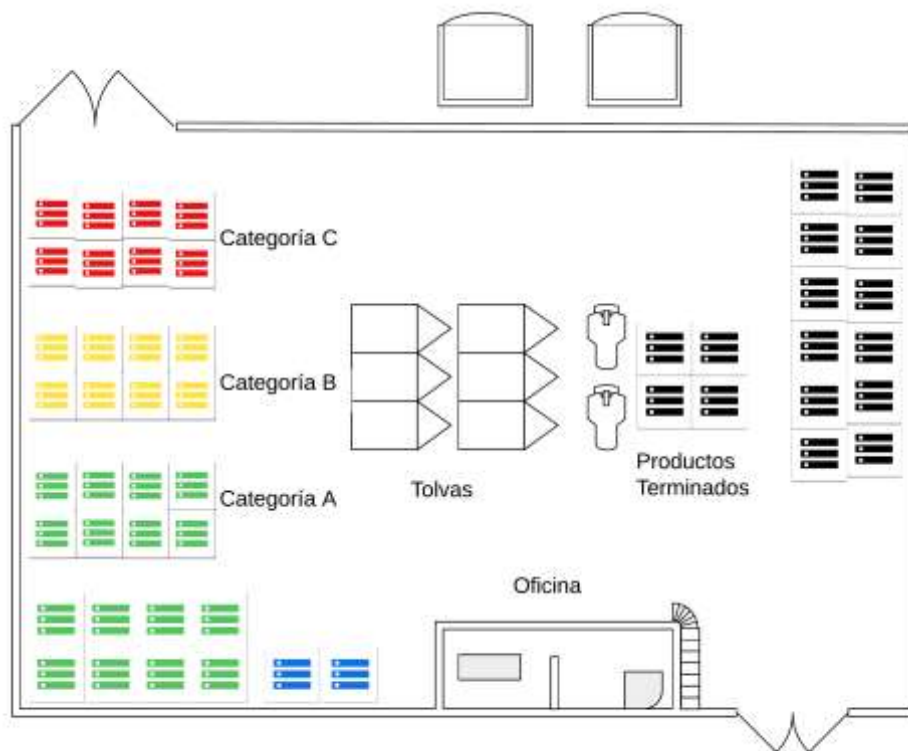 Categoría C
Categoría B
Categoría A
Tolvas
Productos
Terminados
Oficina